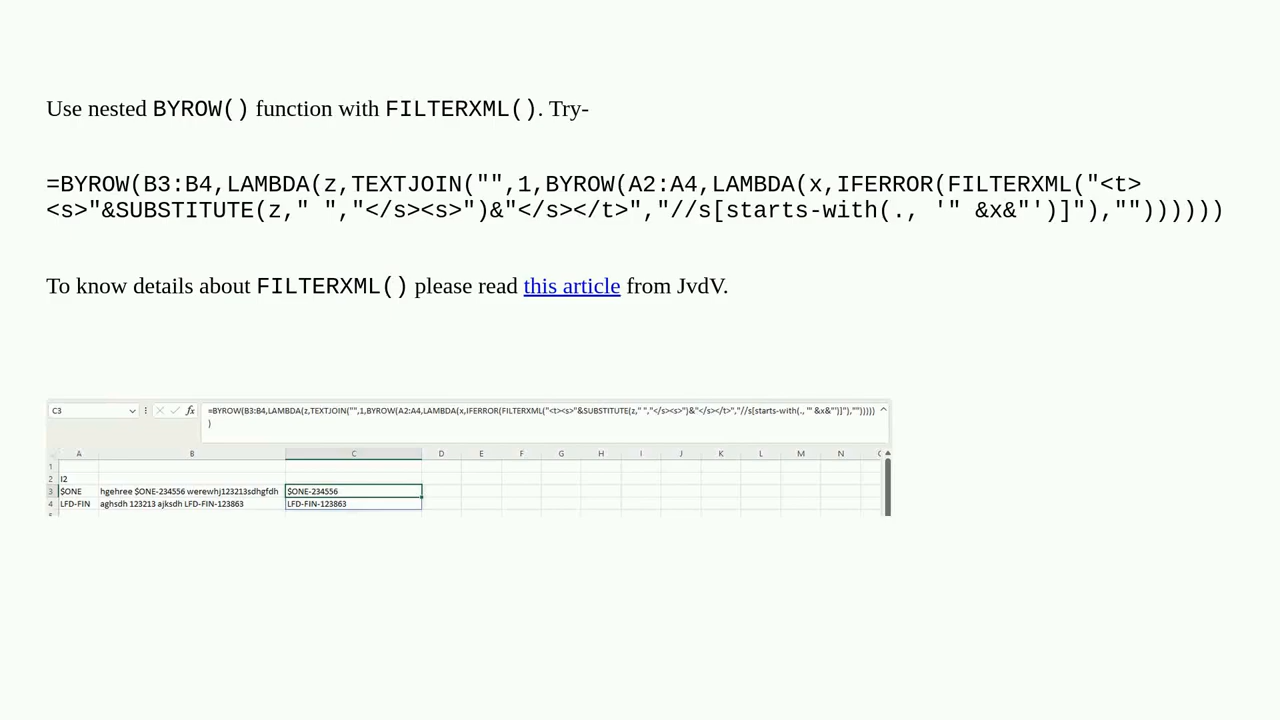 Use nested BYROW() function with FILTERXML(). Try-
=BYROW(B3:B4,LAMBDA(z,TEXTJOIN("",1,BYROW(A2:A4,LAMBDA(x,IFERROR(FILTERXML("<t>
<s>"&SUBSTITUTE(z," ","</s><s>")&"</s></t>","//s[starts-with(., '" &x&"')]"),""))))))
To know details about FILTERXML() please read this article from JvdV.
C3 fx =BYROW(B3:B4,LAMBDA(z,TEXTJOIN("",1,BYROW(A2:A4,LAMBDA(x,IFERROR(FILTERXML("<t><s>"&SUBSTITUTE(z," ","</s><s>")&"</s></t>","//s[starts-with(., '" &x&"')]"),"")))))
)
A B C D E F G H I J K L M N
1
2 I2
3 $ONE hgehree $ONE-234556 werewhj123213sdhgfdh $ONE-234556
4 LFD-FIN aghsdh 123213 ajksdh LFD-FIN-123863 LFD-FIN-123863